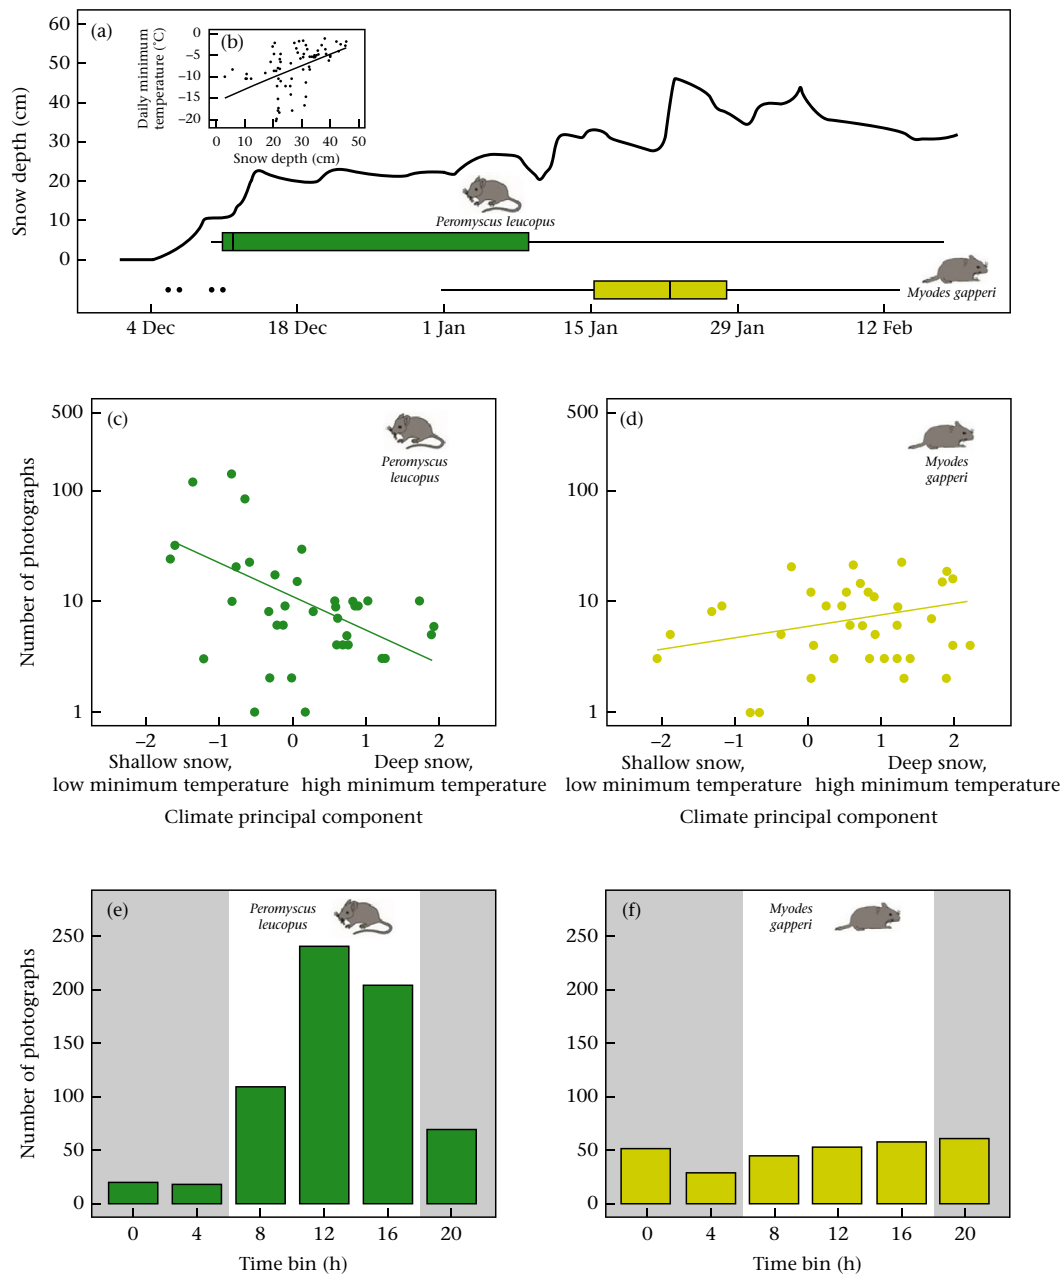 (a)
Snow depth (cm)
60
50
40
30
20
10
0
(b)
Daily minimum
temperature (°C)
0
–5
–10
–15
–20
0 10 20 30 40 50
Snow depth (cm)
Peromyscus leucopus
Myodes gapperi
4 Dec 18 Dec 1 Jan 15 Jan 29 Jan 12 Feb
(c)
Peromyscus
leucopus
Number of photographs
500
100
10
1
–2 –1 0 1 2
Shallow snow, Deep snow,
low minimum temperature high minimum temperature
Climate principal component
(d)
Myodes
gapperi
500
100
10
1
–2 –1 0 1 2
Shallow snow, Deep snow,
low minimum temperature high minimum temperature
Climate principal component
(e)
Peromyscus
leucopus
Number of photographs
250
200
150
100
50
0
0 4 8 12 16 20
Time bin (h)
(f)
Myodes
gapperi
250
200
150
100
50
0
0 4 8 12 16 20
Time bin (h)